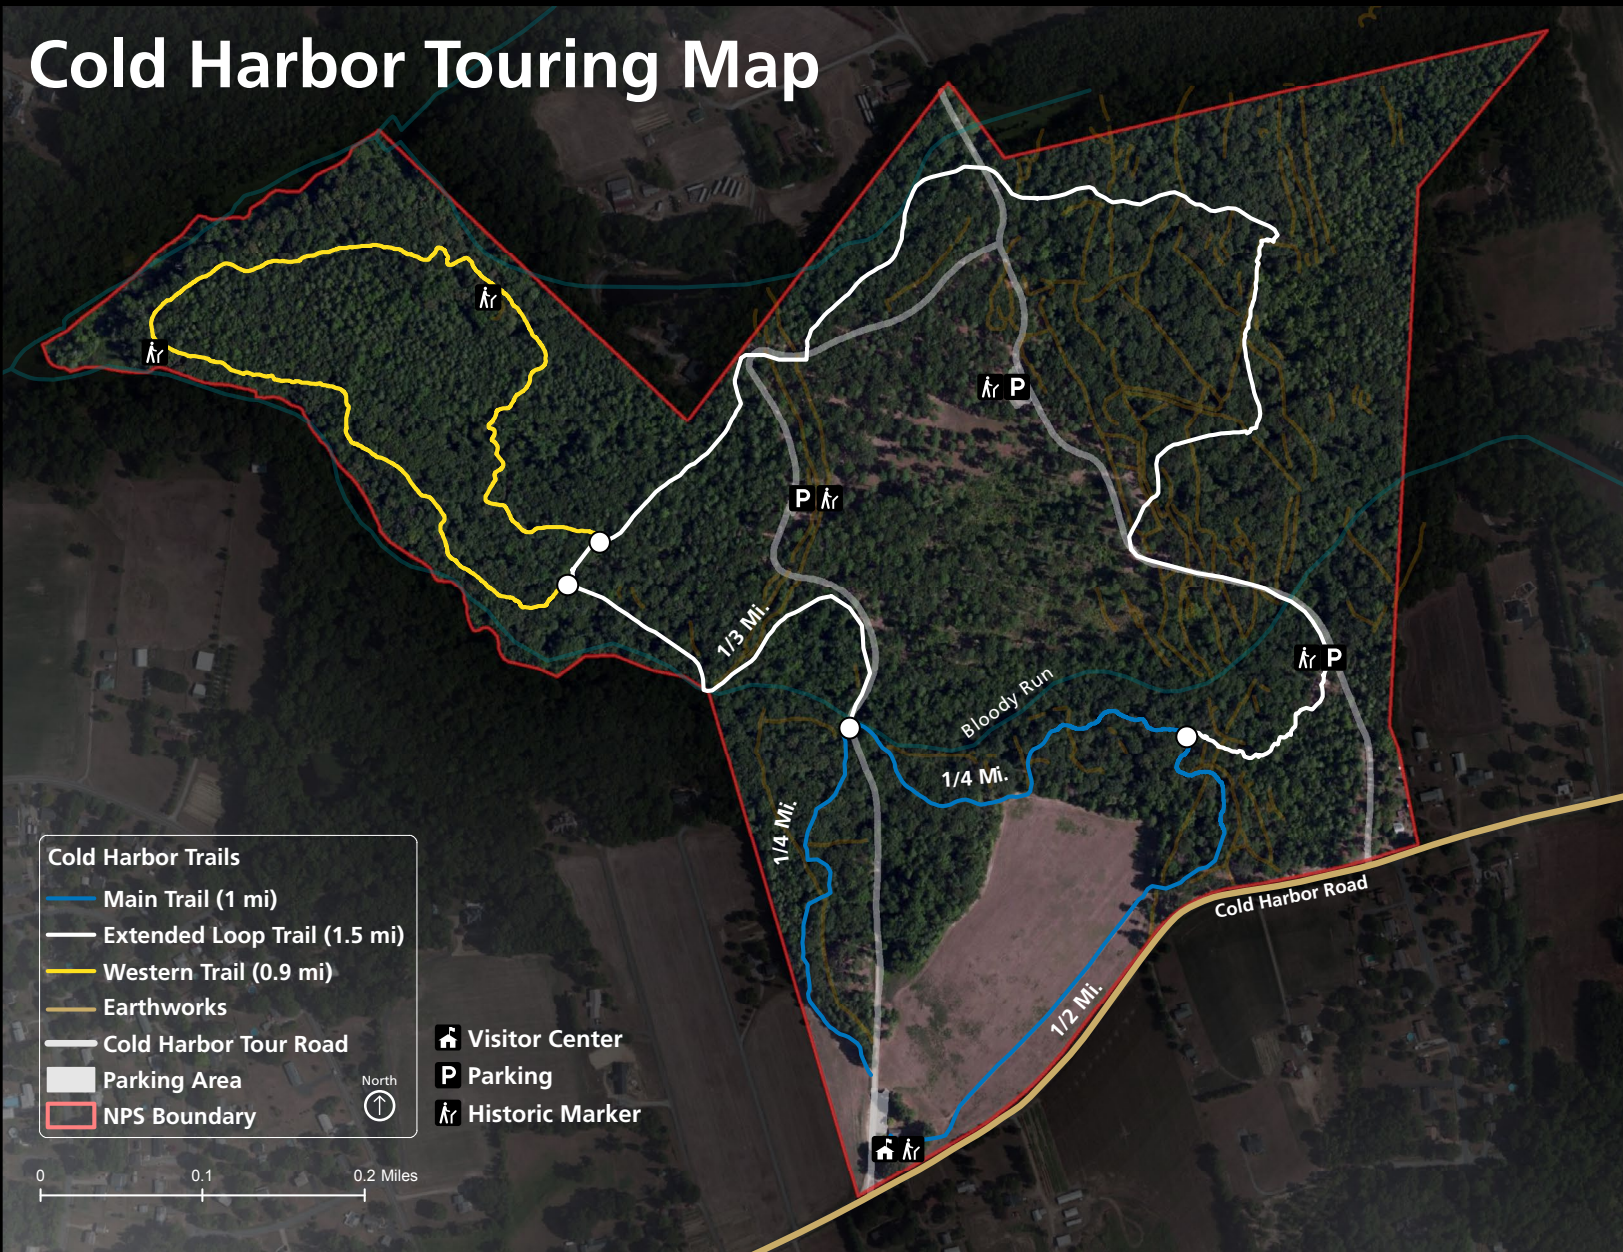 Cold Harbor Touring Map
P
P
1/3 Mi.
P
Bloody Run
1/4 Mi.
1/4 Mi.
Cold Harbor Road
1/2 Mi.
Cold Harbor Trails
Main Trail (1 mi)
Extended Loop Trail (1.5 mi)
Western Trail (0.9 mi)
Earthworks
Cold Harbor Tour Road
Parking Area
NPS Boundary
North
Visitor Center
P Parking
Historic Marker
0 0.1 0.2 Miles